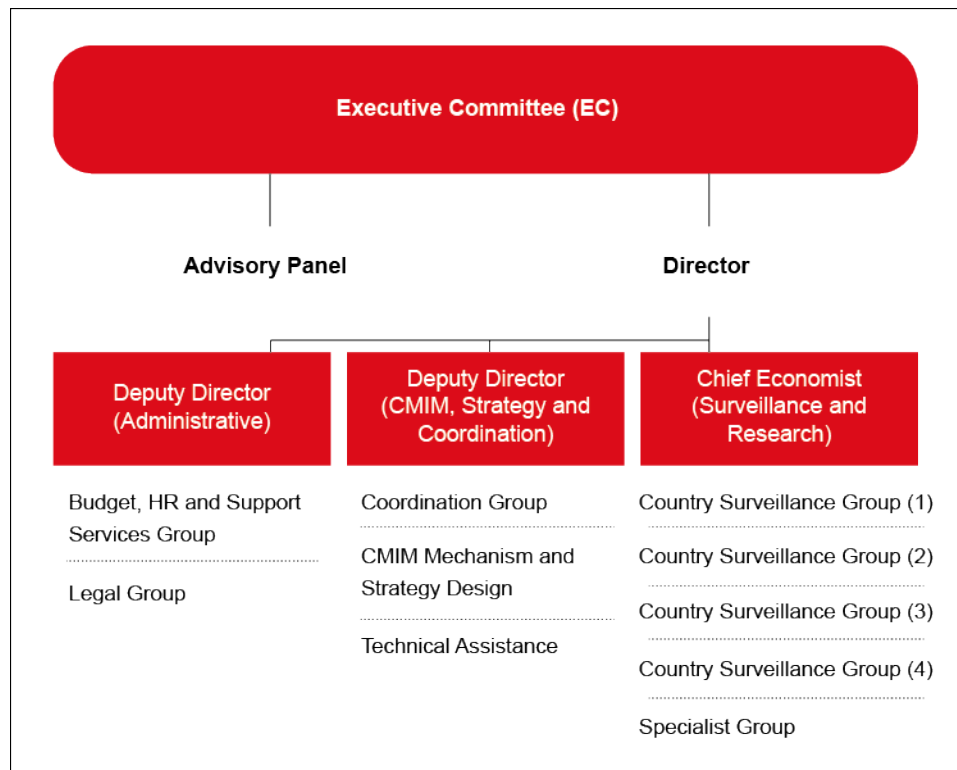 Executive Committee (EC)
Advisory Panel
Director
Deputy Director
(Administrative)
Deputy Director
(CMIM, Strategy and
Coordination)
Chief Economist
(Surveillance and
Research)
Budget, HR and Support
Services Group
Legal Group
Coordination Group
CMIM Mechanism and
Strategy Design
Technical Assistance
Country Surveillance Group (1)
Country Surveillance Group (2)
Country Surveillance Group (3)
Country Surveillance Group (4)
Specialist Group